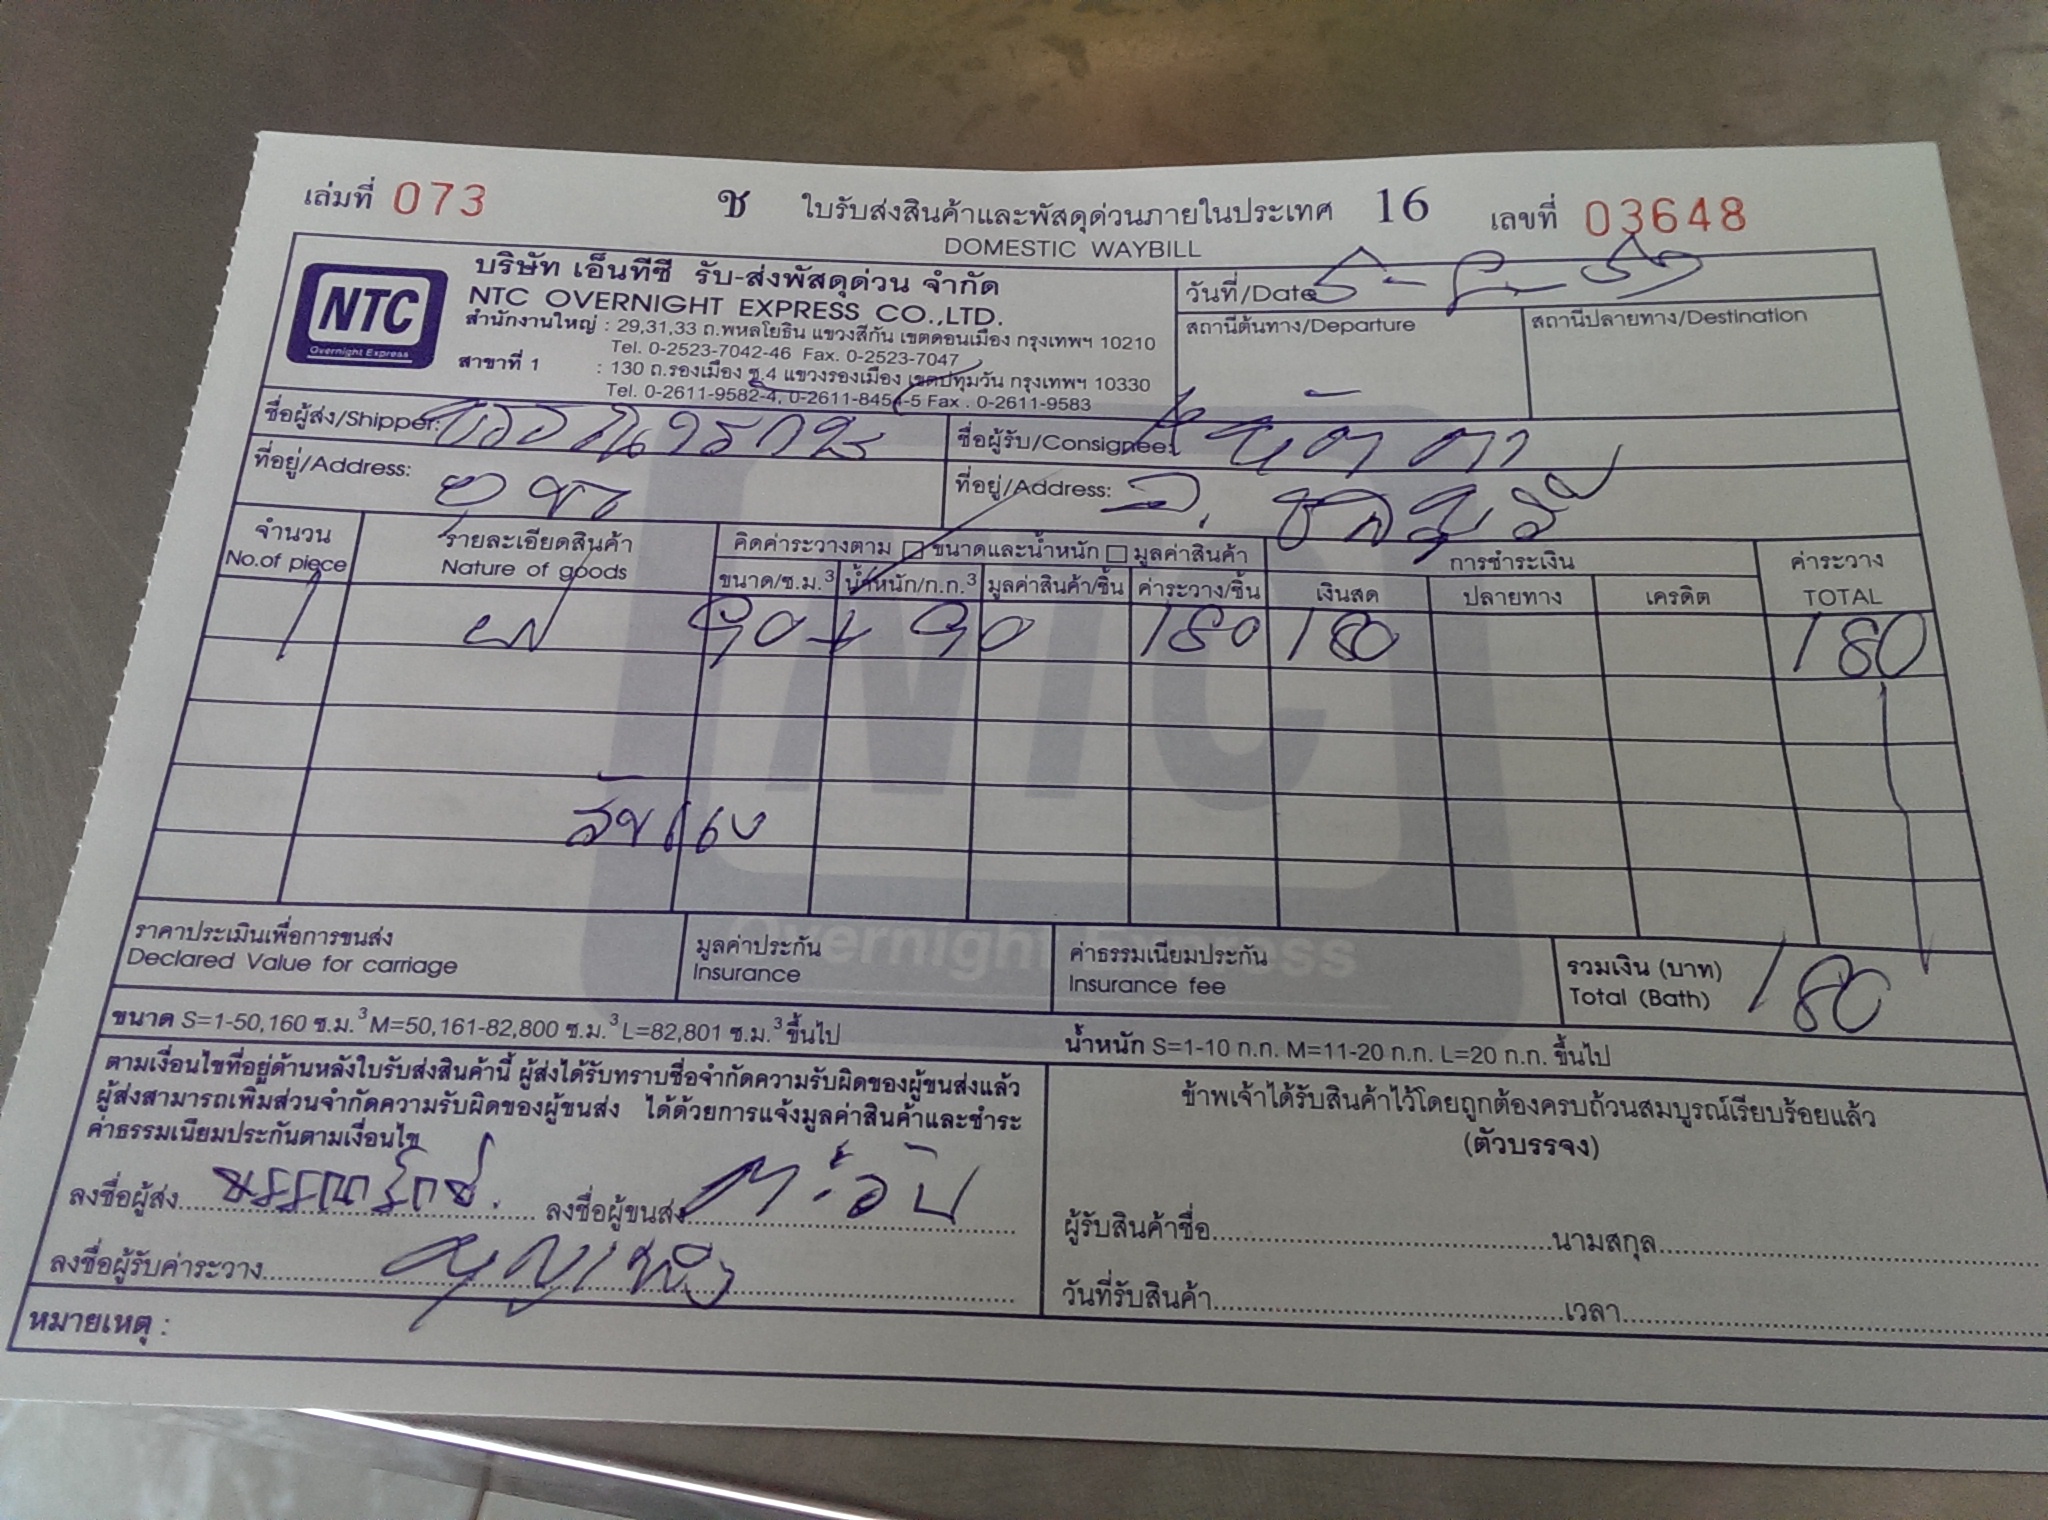 เล่มที่ 073 ช ใบรับส่งสินค้าและพัสดุด่วนภายในประเทศ 16 เลขที่ 03648
DOMESTIC WAYBILL
NTC
Overnight Express
บริษัท เอ็นทีซี รับ-ส่งพัสดุด่วน จำกัด
NTC OVERNIGHT EXPRESS CO.,LTD.
สำนักงานใหญ่ : 29,31,33 ถ.พหลโยธิน แขวงสีกัน เขตดอนเมือง กรุงเทพฯ 10210
Tel. 0-2523-7042-46 Fax. 0-2523-7047
สาขาที่ 1 : 130 ถ.รองเมือง ซ.4 แขวงรองเมือง เขตปทุมวัน กรุงเทพฯ 10330
Tel. 0-2611-9582-4, 0-2611-8454-5 Fax . 0-2611-9583
วันที่/Date
สถานีต้นทาง/Departure สถานีปลายทาง/Destination
ชื่อผู้ส่ง/Shipper: ชื่อผู้รับ/Consignee:
ที่อยู่/Address: ที่อยู่/Address:
จำนวน รายละเอียดสินค้า คิดค่าระวางตาม ขนาดและน้ำหนัก มูลค่าสินค้า การชำระเงิน ค่าระวาง
No.of piece Nature of goods ขนาด/ซ.ม.3 น้ำหนัก/ก.ก.3 มูลค่าสินค้า/ชิ้น ค่าระวาง/ชิ้น เงินสด ปลายทาง เครดิต TOTAL
1 90 + 90 180 180 180
ราคาประเมินเพื่อการขนส่ง มูลค่าประกัน ค่าธรรมเนียมประกัน รวมเงิน (บาท)
Declared Value for carriage Insurance Insurance fee Total (Bath) 180
ขนาด S=1-50,160 ซ.ม.3 M=50,161-82,800 ซ.ม.3 L=82,801 ซ.ม.3 ขึ้นไป น้ำหนัก S=1-10 ก.ก. M=11-20 ก.ก. L=20 ก.ก. ขึ้นไป
ตามเงื่อนไขที่อยู่ด้านหลังใบรับส่งสินค้านี้ ผู้ส่งได้รับทราบซื่อจำกัดความรับผิดของผู้ขนส่งแล้ว
ผู้ส่งสามารถเพิ่มส่วนจำกัดความรับผิดของผู้ขนส่ง ได้ด้วยการแจ้งมูลค่าสินค้าและชำระ
ค่าธรรมเนียมประกันตามเงื่อนไข
ลงชื่อผู้ส่ง ลงชื่อผู้ขนส่ง
ลงชื่อผู้รับค่าระวาง
ข้าพเจ้าได้รับสินค้าไว้โดยถูกต้องครบถ้วนสมบูรณ์เรียบร้อยแล้ว
(ตัวบรรจง)
ผู้รับสินค้าชื่อ นามสกุล
วันที่รับสินค้า เวลา
หมายเหตุ :